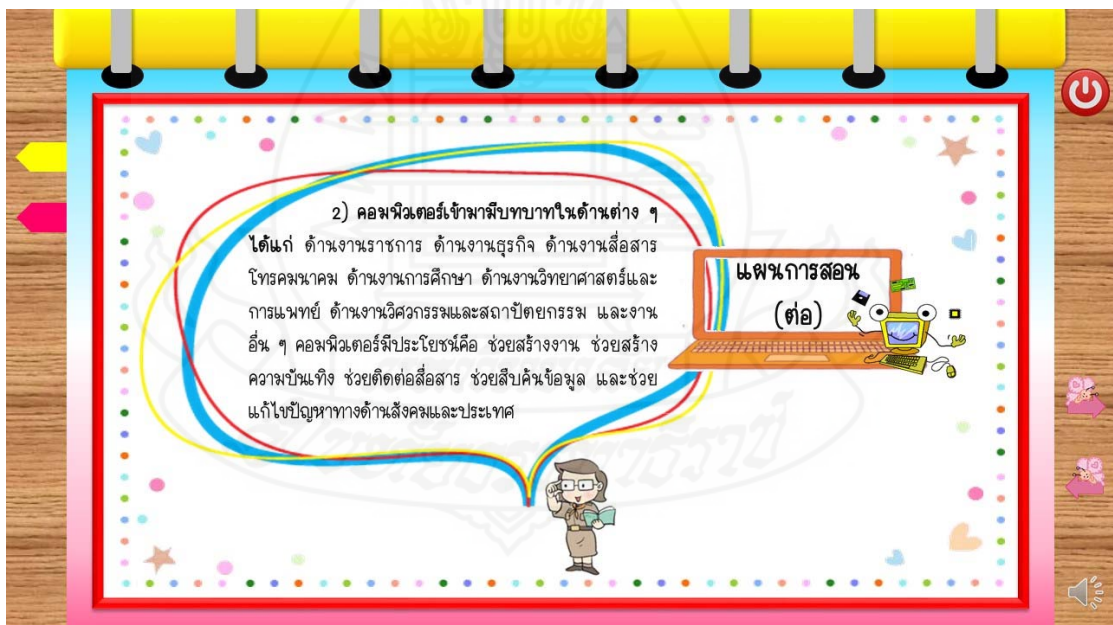 2) คอมพิวเตอร์เข้ามามีบทบาทในด้านต่าง ๆ
ได้แก่ ด้านงานราชการ ด้านงานธุรกิจ ด้านงานสื่อสาร
โทรคมนาคม ด้านงานการศึกษา ด้านงานวิทยาศาสตร์และ
การแพทย์ ด้านงานวิศวกรรมและสถาปัตยกรรม และงาน
อื่น ๆ คอมพิวเตอร์มีประโยชน์คือ ช่วยสร้างงาน ช่วยสร้าง
ความบันเทิง ช่วยติดต่อสื่อสาร ช่วยสืบค้นข้อมูล และช่วย
แก้ไขปัญหาทางด้านสังคมและประเทศ
แผนการสอน
(ต่อ)